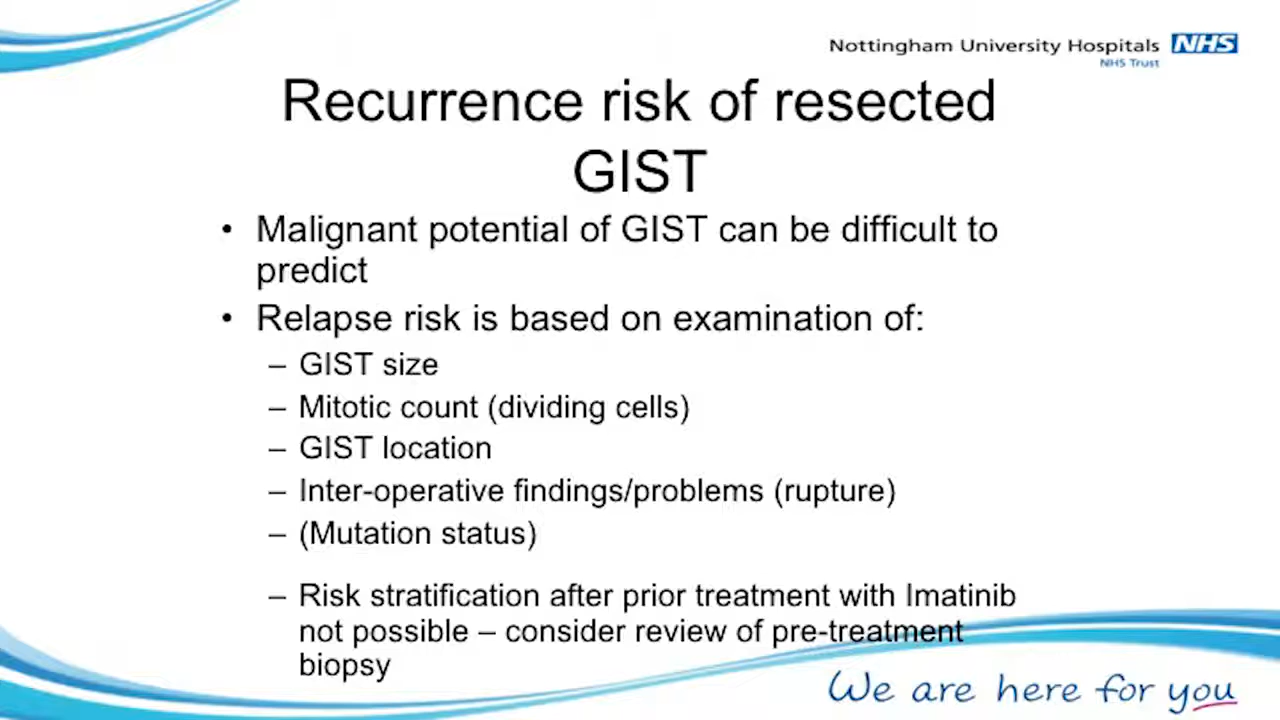 Nottingham University Hospitals NHS
NHS Trust
Recurrence risk of resected
GIST
• Malignant potential of GIST can be difficult to
predict
• Relapse risk is based on examination of:
– GIST size
– Mitotic count (dividing cells)
– GIST location
– Inter-operative findings/problems (rupture)
– (Mutation status)
– Risk stratification after prior treatment with Imatinib
not possible – consider review of pre-treatment
biopsy
We are here for you